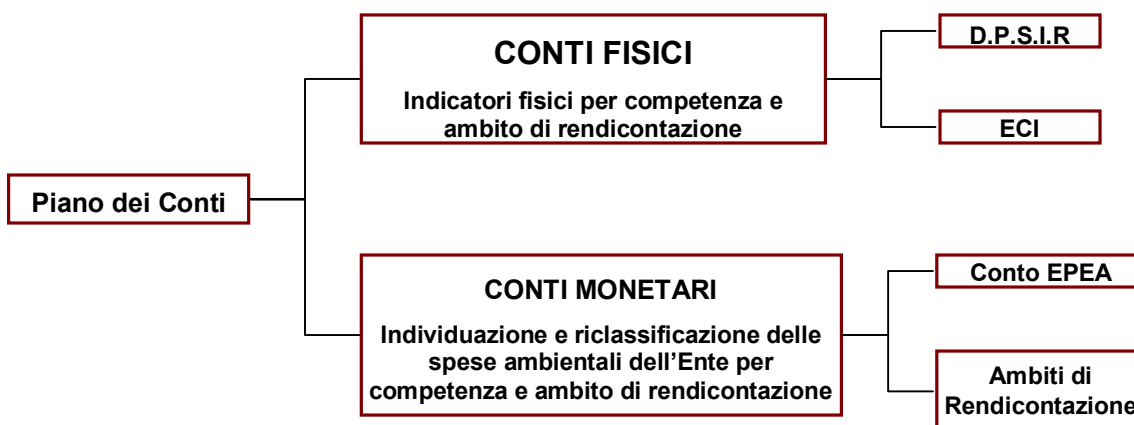 Piano dei Conti
CONTI FISICI
Indicatori fisici per competenza e
ambito di rendicontazione
D.P.S.I.R
ECI
CONTI MONETARI
Individuazione e riclassificazione delle
spese ambientali dell’Ente per
competenza e ambito di rendicontazione
Conto EPEA
Ambiti di
Rendicontazione